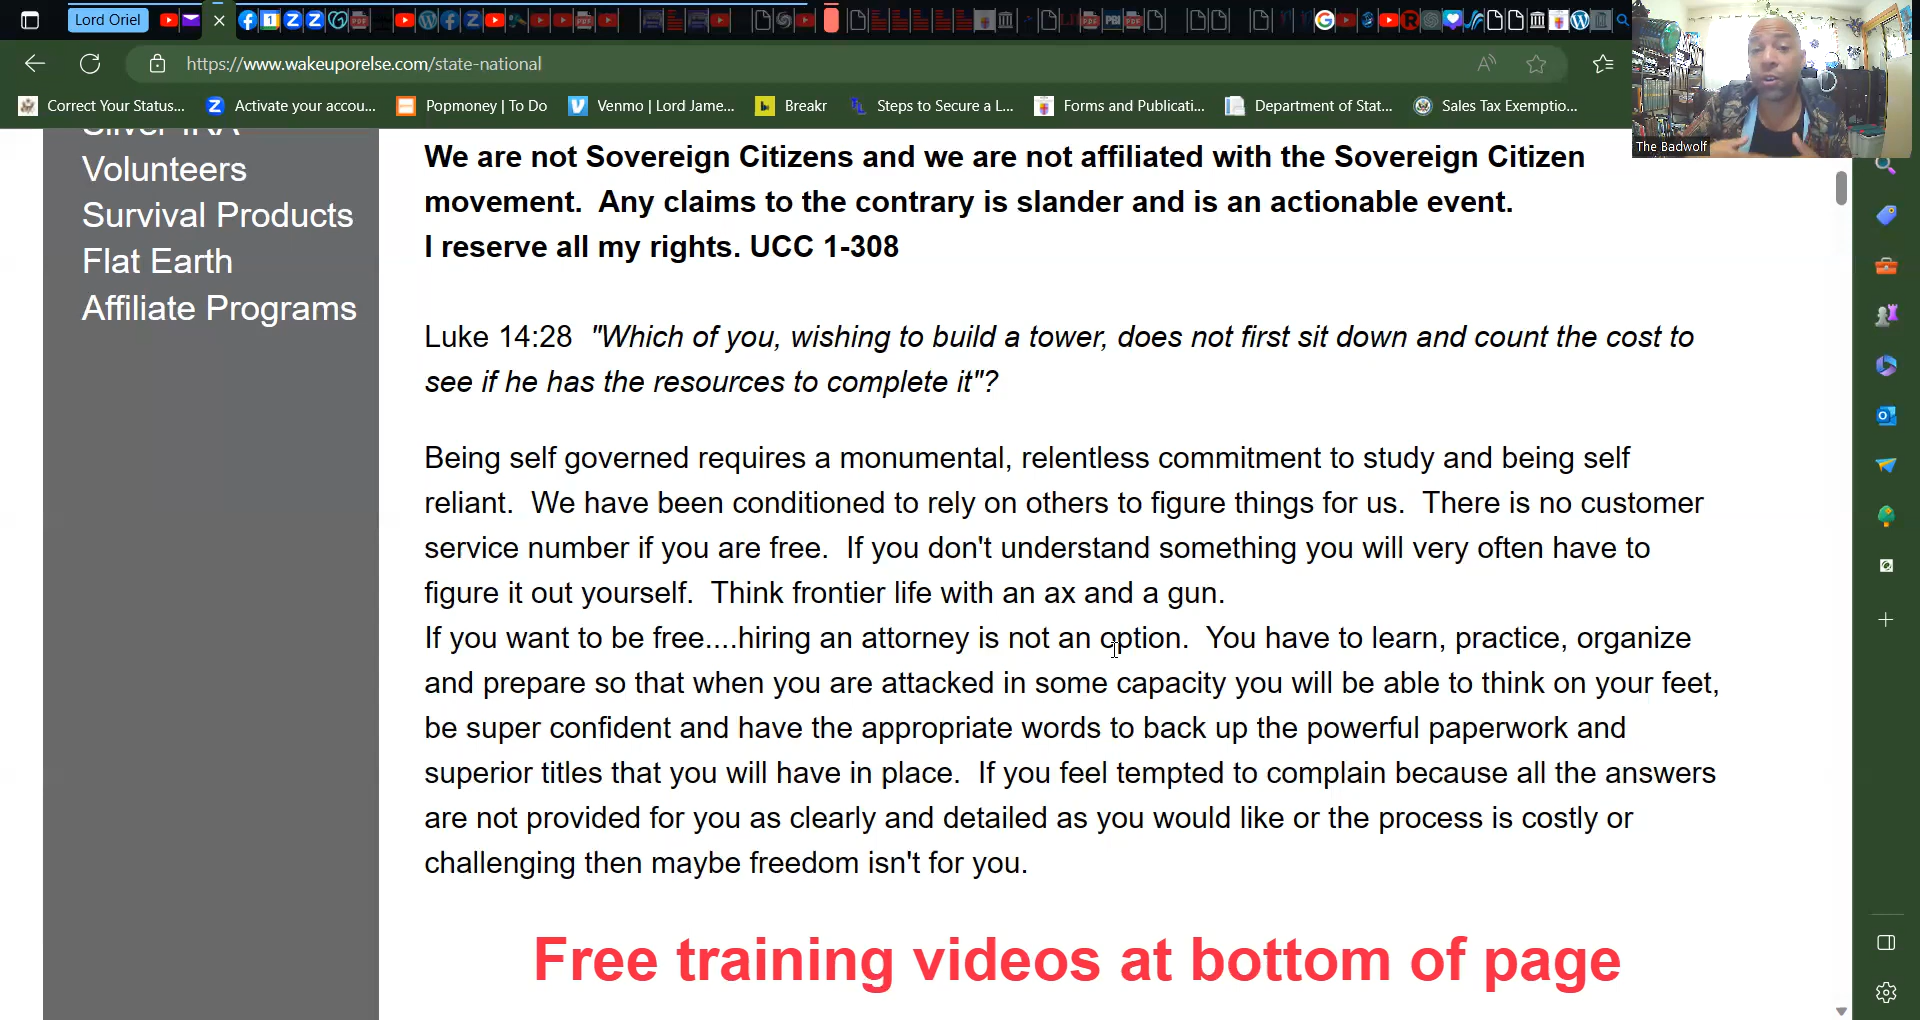 Lord Oriel
https://www.wakeuporelse.com/state-national
Correct Your Status... Activate your accou... Popmoney | To Do Venmo | Lord Jame... Breakr Steps to Secure a L... Forms and Publicati... Department of Stat... Sales Tax Exemptio...
The Badwolf
Silver IRA
Volunteers
Survival Products
Flat Earth
Affiliate Programs
We are not Sovereign Citizens and we are not affiliated with the Sovereign Citizen
movement.  Any claims to the contrary is slander and is an actionable event.
I reserve all my rights. UCC 1-308
Luke 14:28  "Which of you, wishing to build a tower, does not first sit down and count the cost to
see if he has the resources to complete it"?
Being self governed requires a monumental, relentless commitment to study and being self
reliant.  We have been conditioned to rely on others to figure things for us.  There is no customer
service number if you are free.  If you don't understand something you will very often have to
figure it out yourself.  Think frontier life with an ax and a gun.
If you want to be free....hiring an attorney is not an option.  You have to learn, practice, organize
and prepare so that when you are attacked in some capacity you will be able to think on your feet,
be super confident and have the appropriate words to back up the powerful paperwork and
superior titles that you will have in place.  If you feel tempted to complain because all the answers
are not provided for you as clearly and detailed as you would like or the process is costly or
challenging then maybe freedom isn't for you.
Free training videos at bottom of page